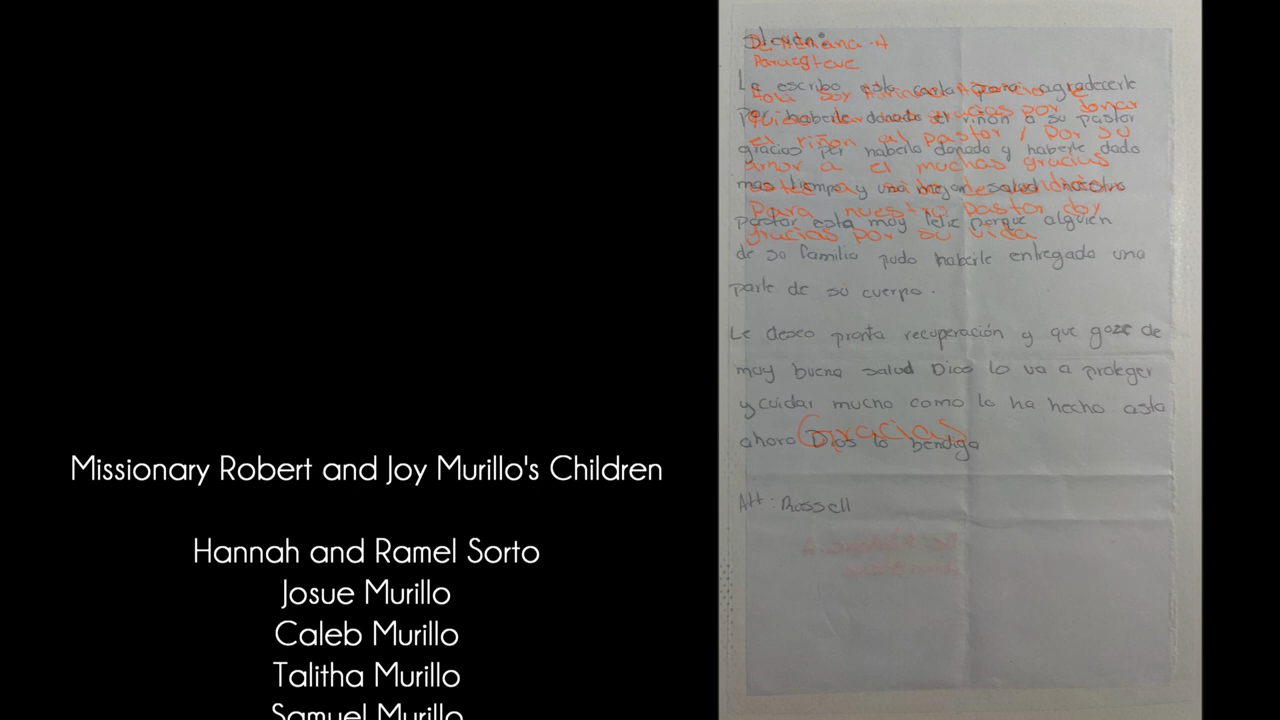 Missionary Robert and Joy Murillo's Children
Hannah and Ramel Sorto
Josue Murillo
Caleb Murillo
Talitha Murillo
Samuel Murillo
Le escribo esta carta para agradecerle
Por haberle donado el riñon a su pastor
gracias por haberlo donado y haberle dado
mas tiempo y una mejor salud nuestro
pastor esta muy feliz porque alguien
de su familia pudo haberle entregado una
parte de su cuerpo.
Le deseo pronta recuperación y que goze de
muy buena salud Dios lo va a proteger
y cuidar mucho como lo ha hecho asta
ahora Dios lo bendiga
Att: Rossell
Para steve
gracias por donar
el riñon al pastor / Por su
amor a el muchas gracias
Para nuestro pastor doy
gracias por su vida
Gracias